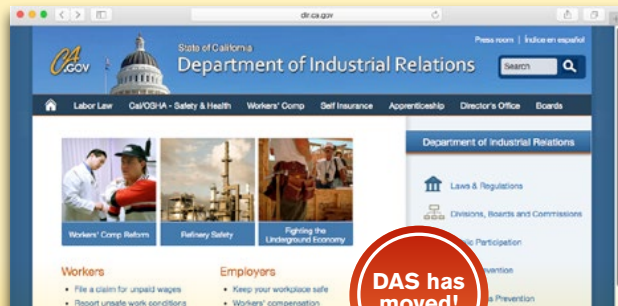 dir.ca.gov
Press room | Índice en español
CA.GOV
State of California
Department of Industrial Relations
Search
Labor Law Cal/OSHA - Safety & Health Workers' Comp Self Insurance Apprenticeship Director's Office Boards
Workers' Comp Reform
Refinery Safety
Fighting the
Underground Economy
Department of Industrial Relations
Laws & Regulations
Divisions, Boards and Commissions
Participation
Prevention
Workers
• File a claim for unpaid wages
• Report unsafe work conditions
Employers
• Keep your workplace safe
• Workers' compensation
DAS has
moved!